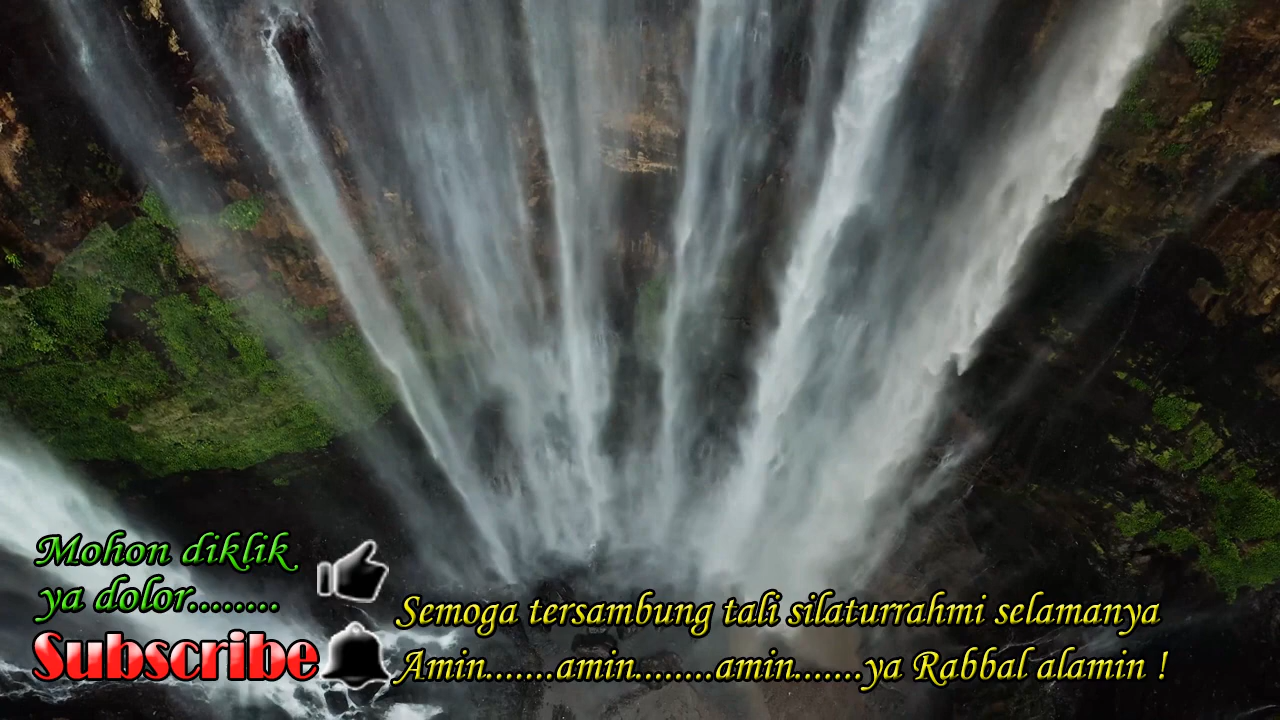 Mohon diklik
ya dolor........
Subscribe
Semoga tersambung tali silaturrahmi selamanya
Amin.......amin........amin.......ya Rabbal alamin !